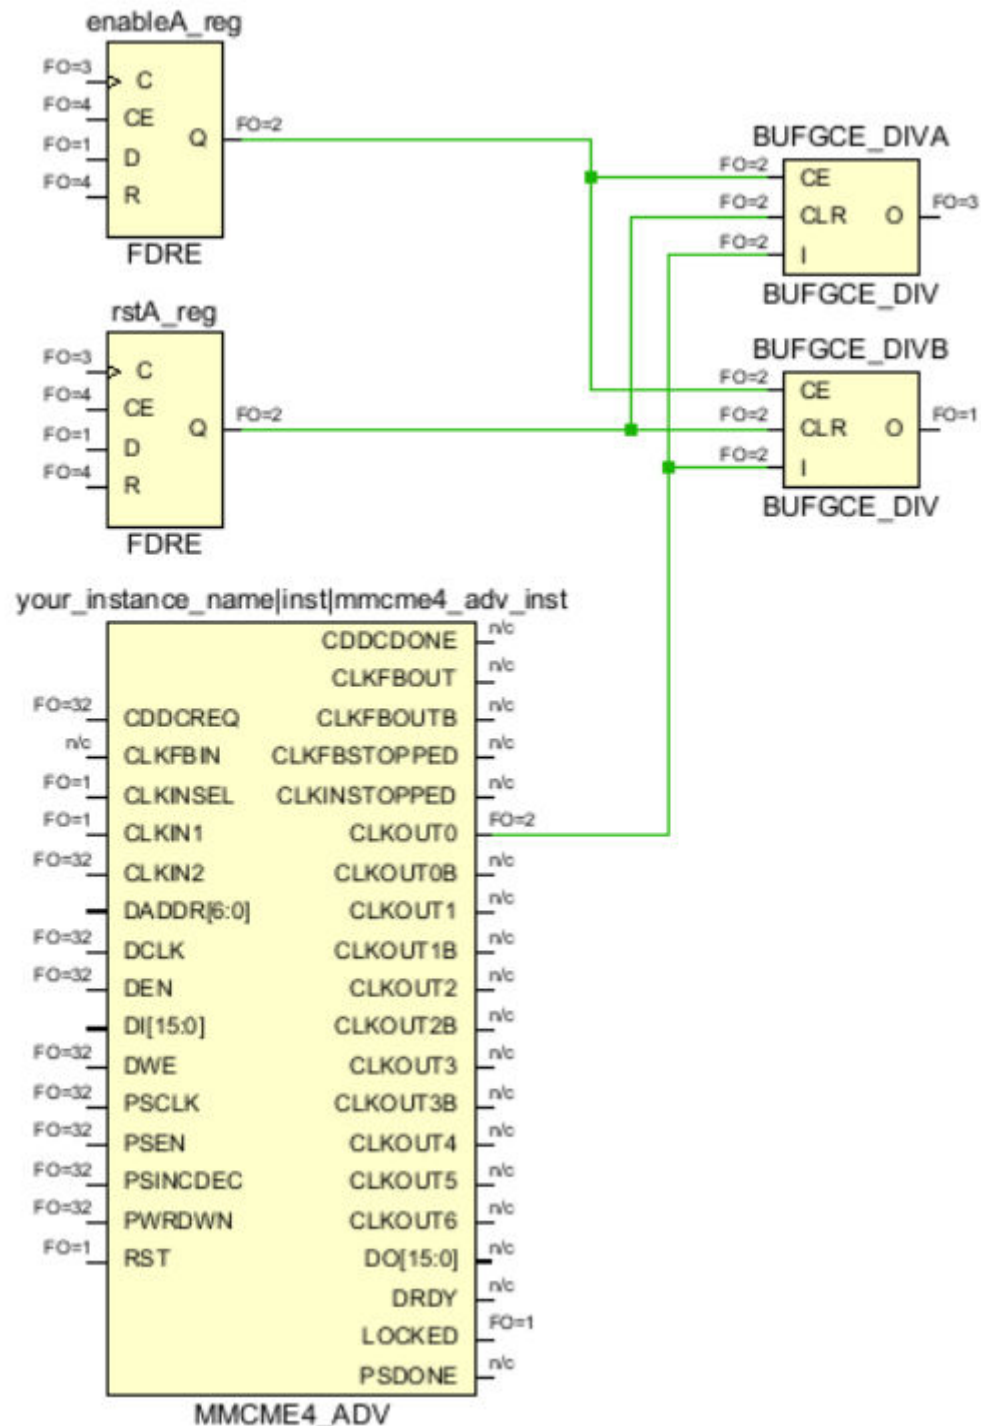 enableA_reg
FO=3 C
FO=4 CE
Q FO=2
FO=1 D
FO=4 R
FDRE
rstA_reg
FO=3 C
FO=4 CE
Q FO=2
FO=1 D
FO=4 R
FDRE
BUFGCE_DIVA
FO=2 CE
FO=2 CLR O FO=3
FO=2 I
BUFGCE_DIV
BUFGCE_DIVB
FO=2 CE
FO=2 CLR O FO=1
FO=2 I
BUFGCE_DIV
your_instance_name|inst|mmcme4_adv_inst
CDDCDONE n/c
CLKFBOUT n/c
FO=32 CDDCREQ CLKFBOUTB n/c
n/c CLKFBIN CLKFBSTOPPED n/c
FO=1 CLKINSEL CLKINSTOPPED n/c
FO=1 CLKIN1 CLKOUT0 FO=2
FO=32 CLKIN2 CLKOUT0B n/c
DADDR[6:0] CLKOUT1 n/c
FO=32 DCLK CLKOUT1B n/c
FO=32 DEN CLKOUT2 n/c
DI[15:0] CLKOUT2B n/c
FO=32 DWE CLKOUT3 n/c
FO=32 PSCLK CLKOUT3B n/c
FO=32 PSEN CLKOUT4 n/c
FO=32 PSINCDEC CLKOUT5 n/c
FO=32 PWRDWN CLKOUT6 n/c
FO=1 RST DO[15:0] n/c
DRDY n/c
LOCKED FO=1
PSDONE n/c
MMCME4_ADV